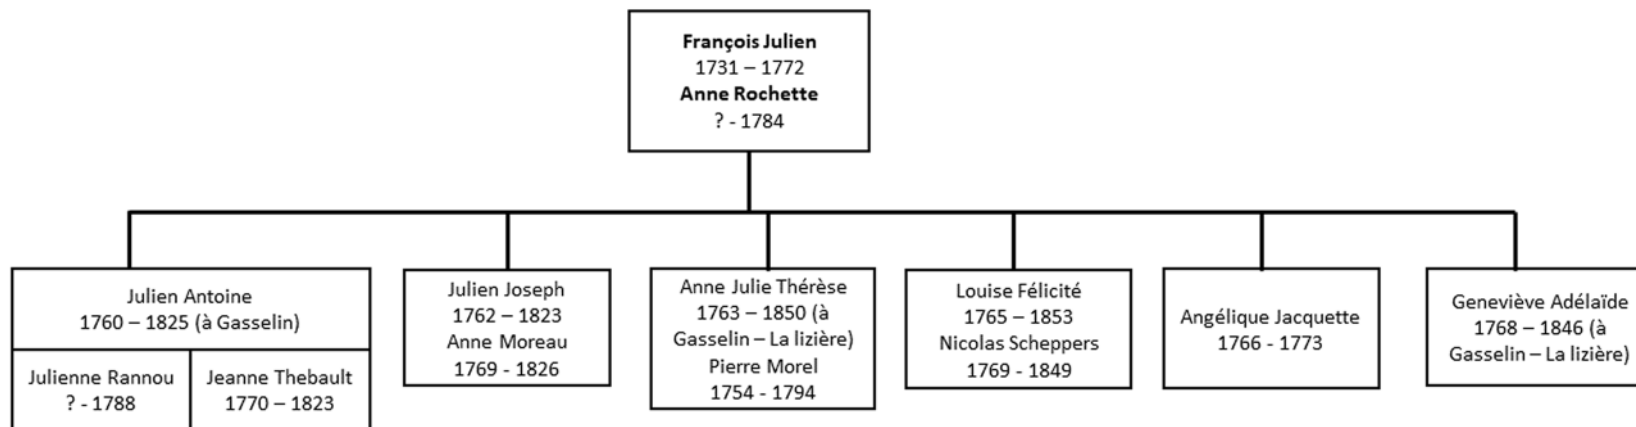 François Julien
1731 – 1772
Anne Rochette
? - 1784
Julien Antoine
1760 – 1825 (à Gasselin)
Julienne Rannou
? - 1788
Jeanne Thebault
1770 – 1823
Julien Joseph
1762 – 1823
Anne Moreau
1769 - 1826
Anne Julie Thérèse
1763 – 1850 (à
Gasselin – La lizière)
Pierre Morel
1754 - 1794
Louise Félicité
1765 – 1853
Nicolas Scheppers
1769 - 1849
Angélique Jacquette
1766 - 1773
Geneviève Adélaïde
1768 – 1846 (à
Gasselin – La lizière)